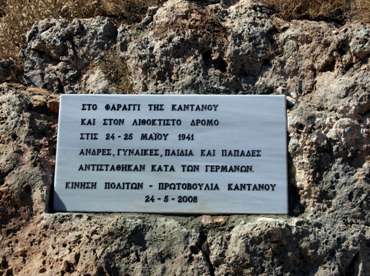 ΣΤΟ ΦΑΡΑΓΓΙ ΤΗΣ ΚΑΝΤΑΝΟΥ
ΚΑΙ ΣΤΟΝ ΛΙΘΟΚΤΙΣΤΟ ΔΡΟΜΟ
ΣΤΙΣ 24-25 ΜΑΪΟΥ 1941
ΑΝΔΡΕΣ, ΓΥΝΑΙΚΕΣ, ΠΑΙΔΙΑ ΚΑΙ ΠΑΠΑΔΕΣ
ΑΝΤΙΣΤΑΘΗΚΑΝ ΚΑΤΑ ΤΩΝ ΓΕΡΜΑΝΩΝ.
ΚΙΝΗΣΗ ΠΟΛΙΤΩΝ - ΠΡΩΤΟΒΟΥΛΙΑ ΚΑΝΤΑΝΟΥ
24-5-2008